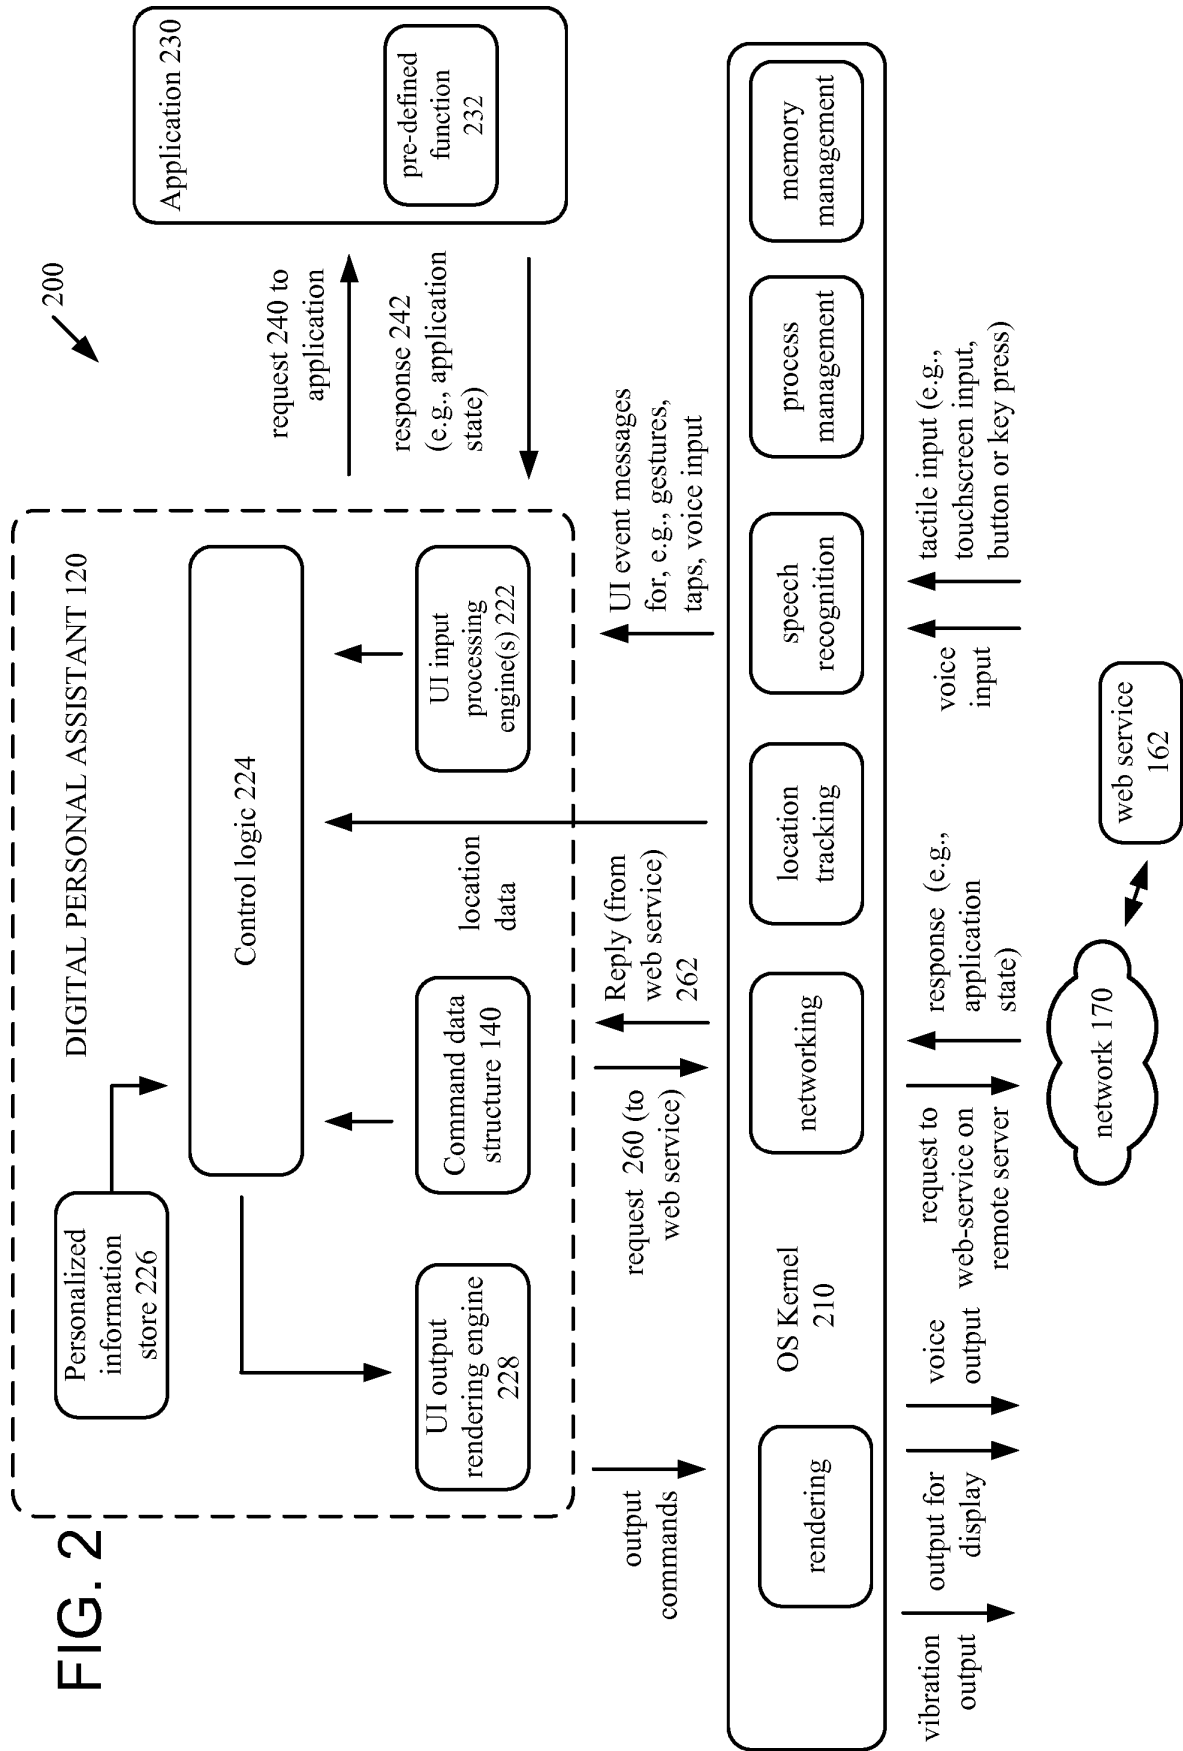 FIG. 2
200
DIGITAL PERSONAL ASSISTANT 120
Personalized
information
store 226
Control logic 224
UI output
rendering engine
228
Command data
structure 140
location
data
UI input
processing
engine(s) 222
request 240 to
application
response 242
(e.g., application
state)
Application 230
pre-defined
function
232
output
commands
request 260 (to
web service)
Reply (from
web service)
262
UI event messages
for, e.g., gestures,
taps, voice input
OS Kernel
210
rendering
networking
location
tracking
speech
recognition
process
management
memory
management
vibration
output
output for
display
voice
output
request to
web-service on
remote server
response (e.g.,
application
state)
voice
input
tactile input (e.g.,
touchscreen input,
button or key press)
network 170
web service
162